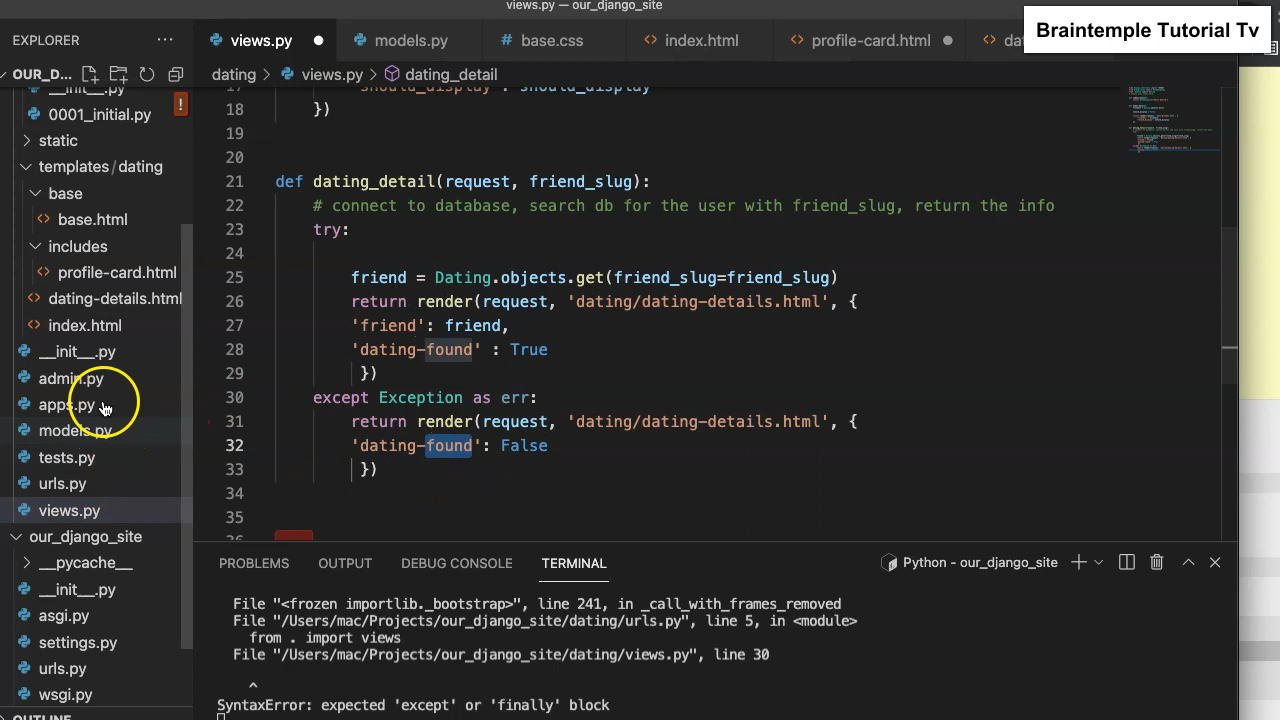 views.py — our_django_site
Braintemple Tutorial Tv
EXPLORER
views.py
models.py
base.css
index.html
profile-card.html
OUR_D...
dating > views.py > dating_detail
__init__.py
0001_initial.py
static
templates/dating
base
base.html
includes
profile-card.html
dating-details.html
index.html
__init__.py
admin.py
apps.py
models.py
tests.py
urls.py
views.py
our_django_site
__pycache__
__init__.py
asgi.py
settings.py
urls.py
wsgi.py
OUTLINE
17 'should_display' : should_display
18 })
19
20
21 def dating_detail(request, friend_slug):
22 # connect to database, search db for the user with friend_slug, return the info
23 try:
24
25 friend = Dating.objects.get(friend_slug=friend_slug)
26 return render(request, 'dating/dating-details.html', {
27 'friend': friend,
28 'dating-found' : True
29 })
30 except Exception as err:
31 return render(request, 'dating/dating-details.html', {
32 'dating-found': False
33 })
34
35
36
PROBLEMS OUTPUT DEBUG CONSOLE TERMINAL
Python - our_django_site
File "<frozen importlib._bootstrap>", line 241, in _call_with_frames_removed
File "/Users/mac/Projects/our_django_site/dating/urls.py", line 5, in <module>
from . import views
File "/Users/mac/Projects/our_django_site/dating/views.py", line 30
^
SyntaxError: expected 'except' or 'finally' block